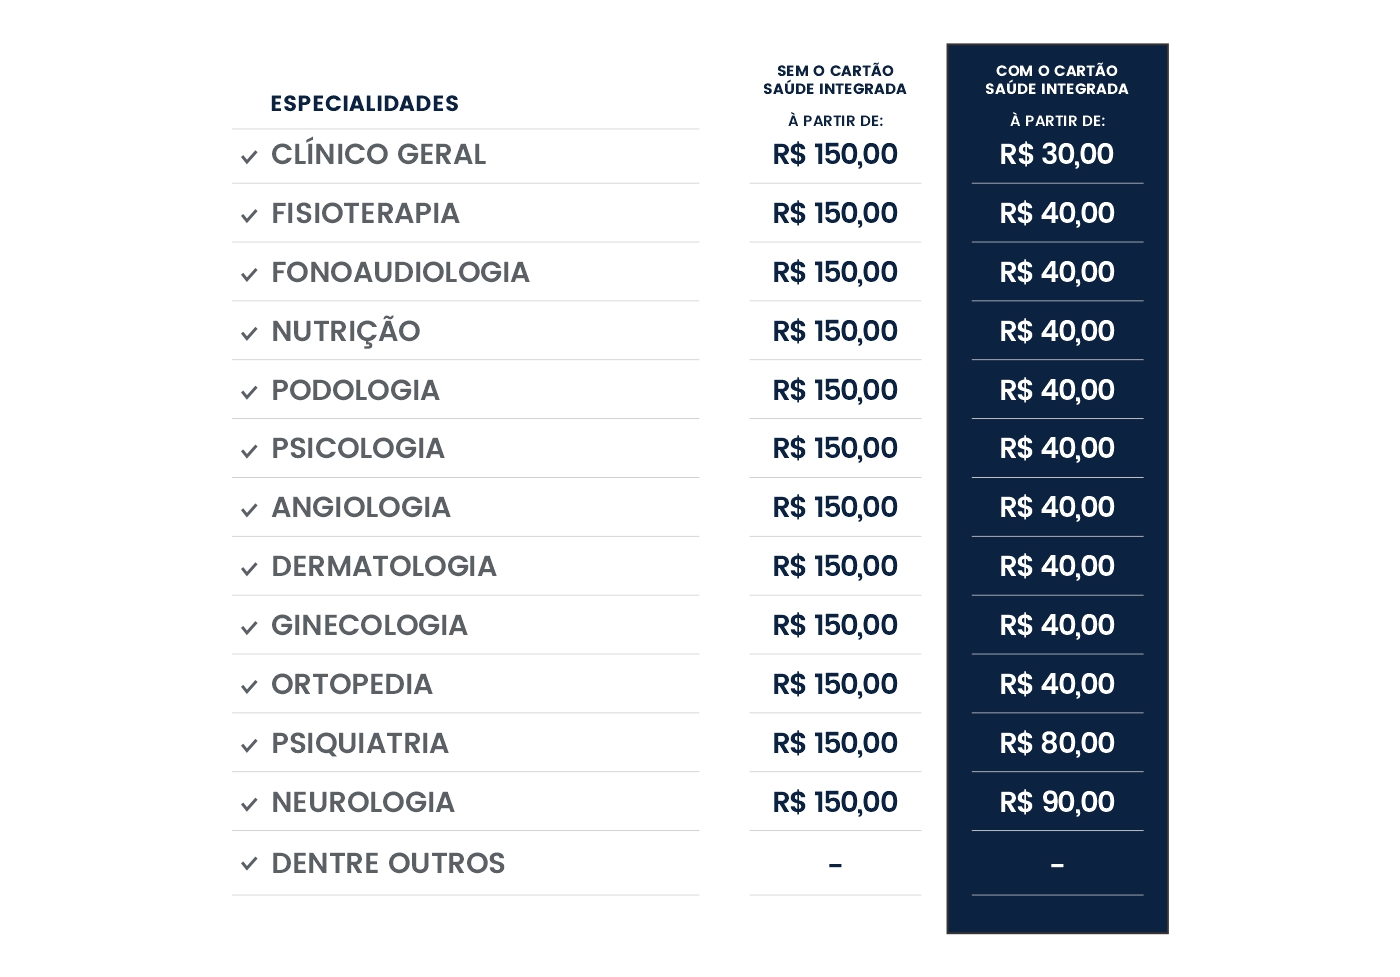 ESPECIALIDADES
SEM O CARTÃO
SAÚDE INTEGRADA
À PARTIR DE:
COM O CARTÃO
SAÚDE INTEGRADA
À PARTIR DE:
CLÍNICO GERAL R$ 150,00 R$ 30,00
FISIOTERAPIA R$ 150,00 R$ 40,00
FONOAUDIOLOGIA R$ 150,00 R$ 40,00
NUTRIÇÃO R$ 150,00 R$ 40,00
PODOLOGIA R$ 150,00 R$ 40,00
PSICOLOGIA R$ 150,00 R$ 40,00
ANGIOLOGIA R$ 150,00 R$ 40,00
DERMATOLOGIA R$ 150,00 R$ 40,00
GINECOLOGIA R$ 150,00 R$ 40,00
ORTOPEDIA R$ 150,00 R$ 40,00
PSIQUIATRIA R$ 150,00 R$ 80,00
NEUROLOGIA R$ 150,00 R$ 90,00
DENTRE OUTROS – –